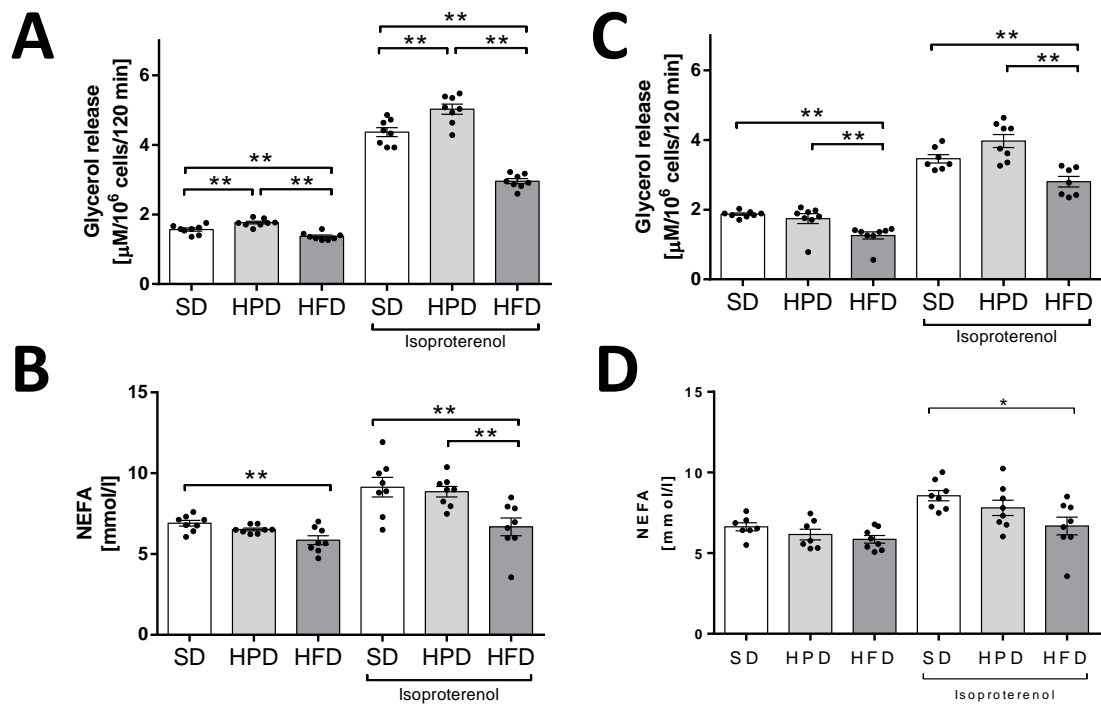 A
Glycerol release
[µM/10⁶ cells/120 min]
6
4
2
0
** 
** **
**
** **
SD HPD HFD SD HPD HFD
Isoproterenol
C
Glycerol release
[µM/10⁶ cells/120 min]
6
4
2
0
**
**
**
**
SD HPD HFD SD HPD HFD
Isoproterenol
B
NEFA
[mmol/l]
15
10
5
0
**
**
**
SD HPD HFD SD HPD HFD
Isoproterenol
D
NEFA
[mmol/l]
15
10
5
0
*
SD HPD HFD SD HPD HFD
Isoproterenol